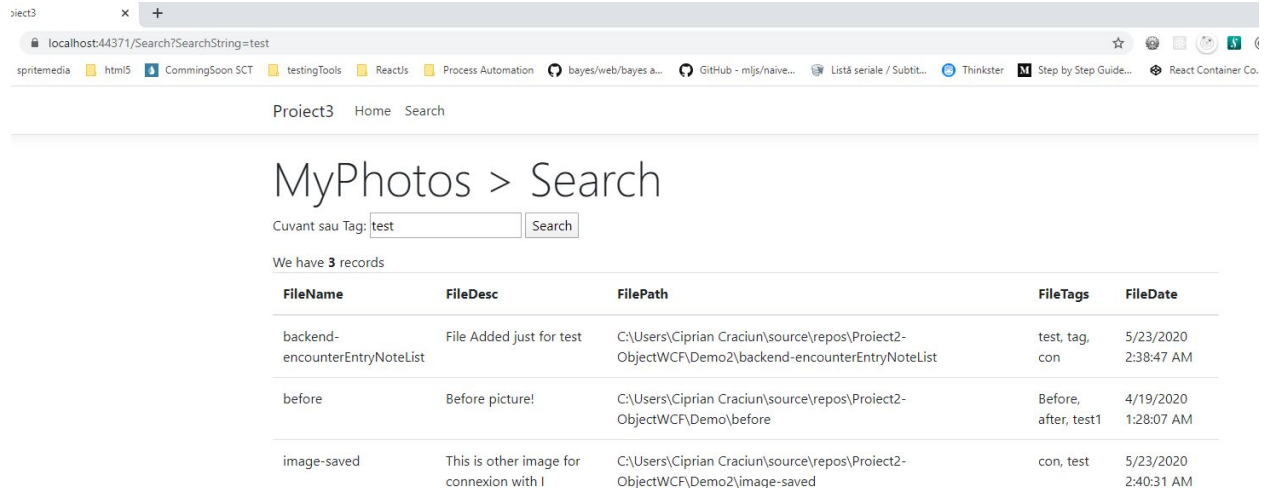 oiect3 × +
localhost:44371/Search?SearchString=test
spritemedia html5 CommingSoon SCT testingTools ReactJs Process Automation bayes/web/bayes a... GitHub - mljs/naive... Listă seriale / Subtit... Thinkster Step by Step Guide... React Container Co.
Proiect3 Home Search
MyPhotos > Search
Cuvant sau Tag: test Search
We have 3 records
FileName FileDesc FilePath FileTags FileDate
backend- File Added just for test C:\Users\Ciprian Craciun\source\repos\Proiect2- test, tag, 5/23/2020
encounterEntryNoteList ObjectWCF\Demo2\backend-encounterEntryNoteList con 2:38:47 AM
before Before picture! C:\Users\Ciprian Craciun\source\repos\Proiect2- Before, 4/19/2020
ObjectWCF\Demo\before after, test1 1:28:07 AM
image-saved This is other image for C:\Users\Ciprian Craciun\source\repos\Proiect2- con, test 5/23/2020
connexion with I ObjectWCF\Demo2\image-saved 2:40:31 AM